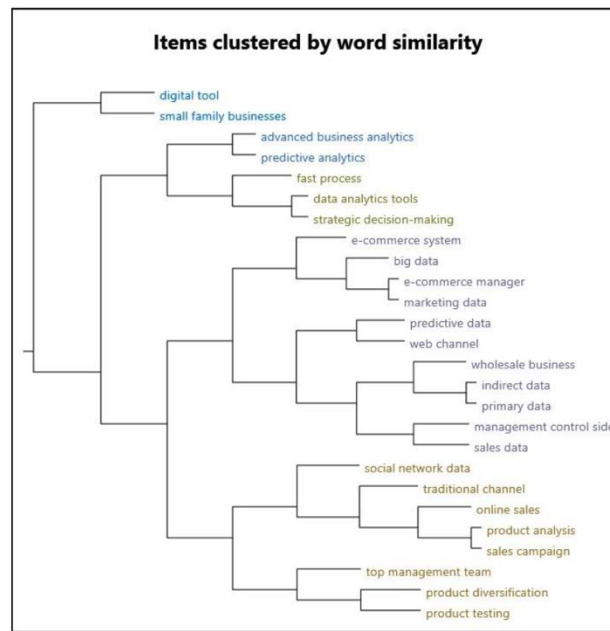 Items clustered by word similarity
digital tool
small family businesses
advanced business analytics
predictive analytics
fast process
data analytics tools
strategic decision-making
e-commerce system
big data
e-commerce manager
marketing data
predictive data
web channel
wholesale business
indirect data
primary data
management control side
sales data
social network data
traditional channel
online sales
product analysis
sales campaign
top management team
product diversification
product testing